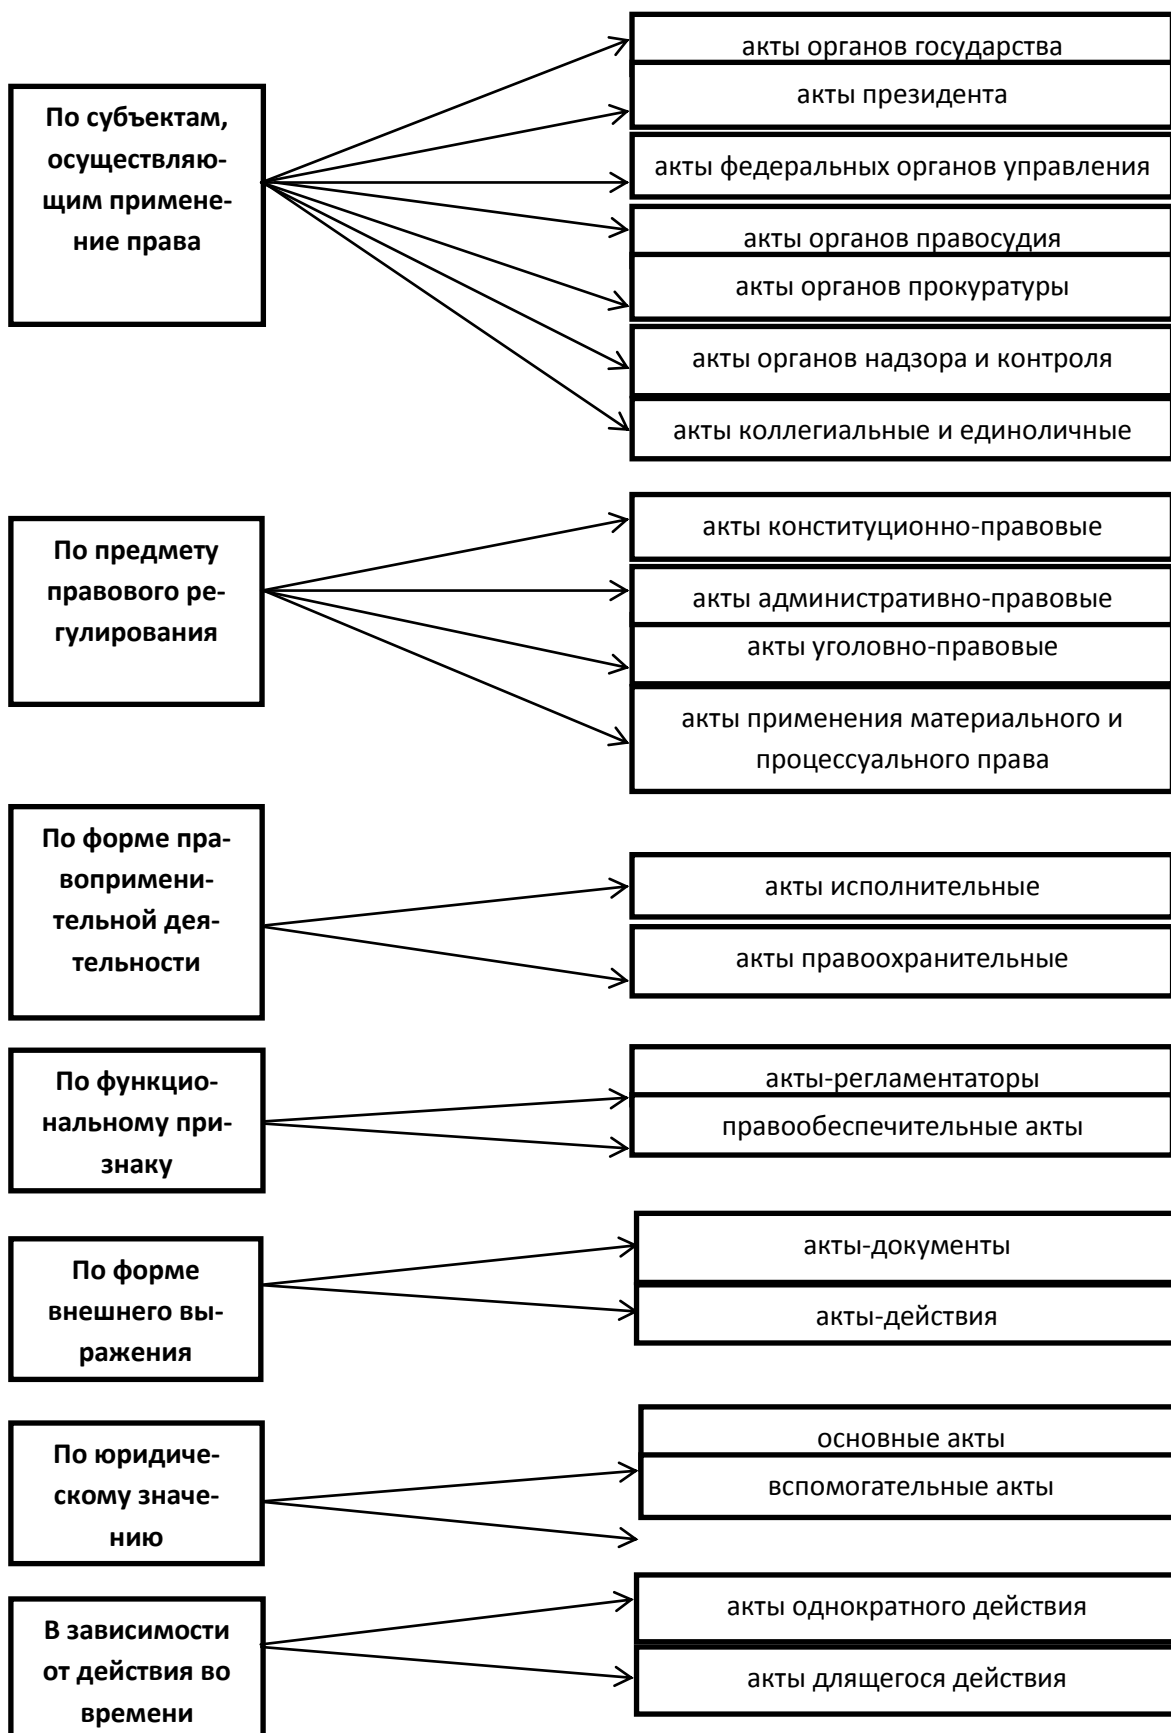 По субъектам,
осуществляю-
щим примене-
ние права
акты органов государства
акты президента
акты федеральных органов управления
акты органов правосудия
акты органов прокуратуры
акты органов надзора и контроля
акты коллегиальные и единоличные
По предмету
правового ре-
гулирования
акты конституционно-правовые
акты административно-правовые
акты уголовно-правовые
акты применения материального и
процессуального права
По форме пра-
вопримени-
тельной дея-
тельности
акты исполнительные
акты правоохранительные
По функцио-
нальному при-
знаку
акты-регламентаторы
правообеспечительные акты
По форме
внешнего вы-
ражения
акты-документы
акты-действия
По юридиче-
скому значе-
нию
основные акты
вспомогательные акты
В зависимости
от действия во
времени
акты однократного действия
акты длящегося действия